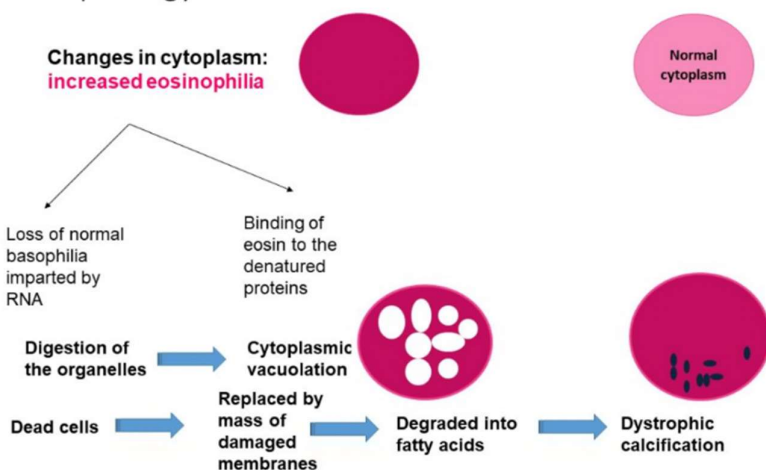 Changes in cytoplasm:
increased eosinophilia
Normal
cytoplasm
Loss of normal
basophilia
imparted by
RNA
Binding of
eosin to the
denatured
proteins
Digestion of
the organelles
Cytoplasmic
vacuolation
Dead cells
Replaced by
mass of
damaged
membranes
Degraded into
fatty acids
Dystrophic
calcification